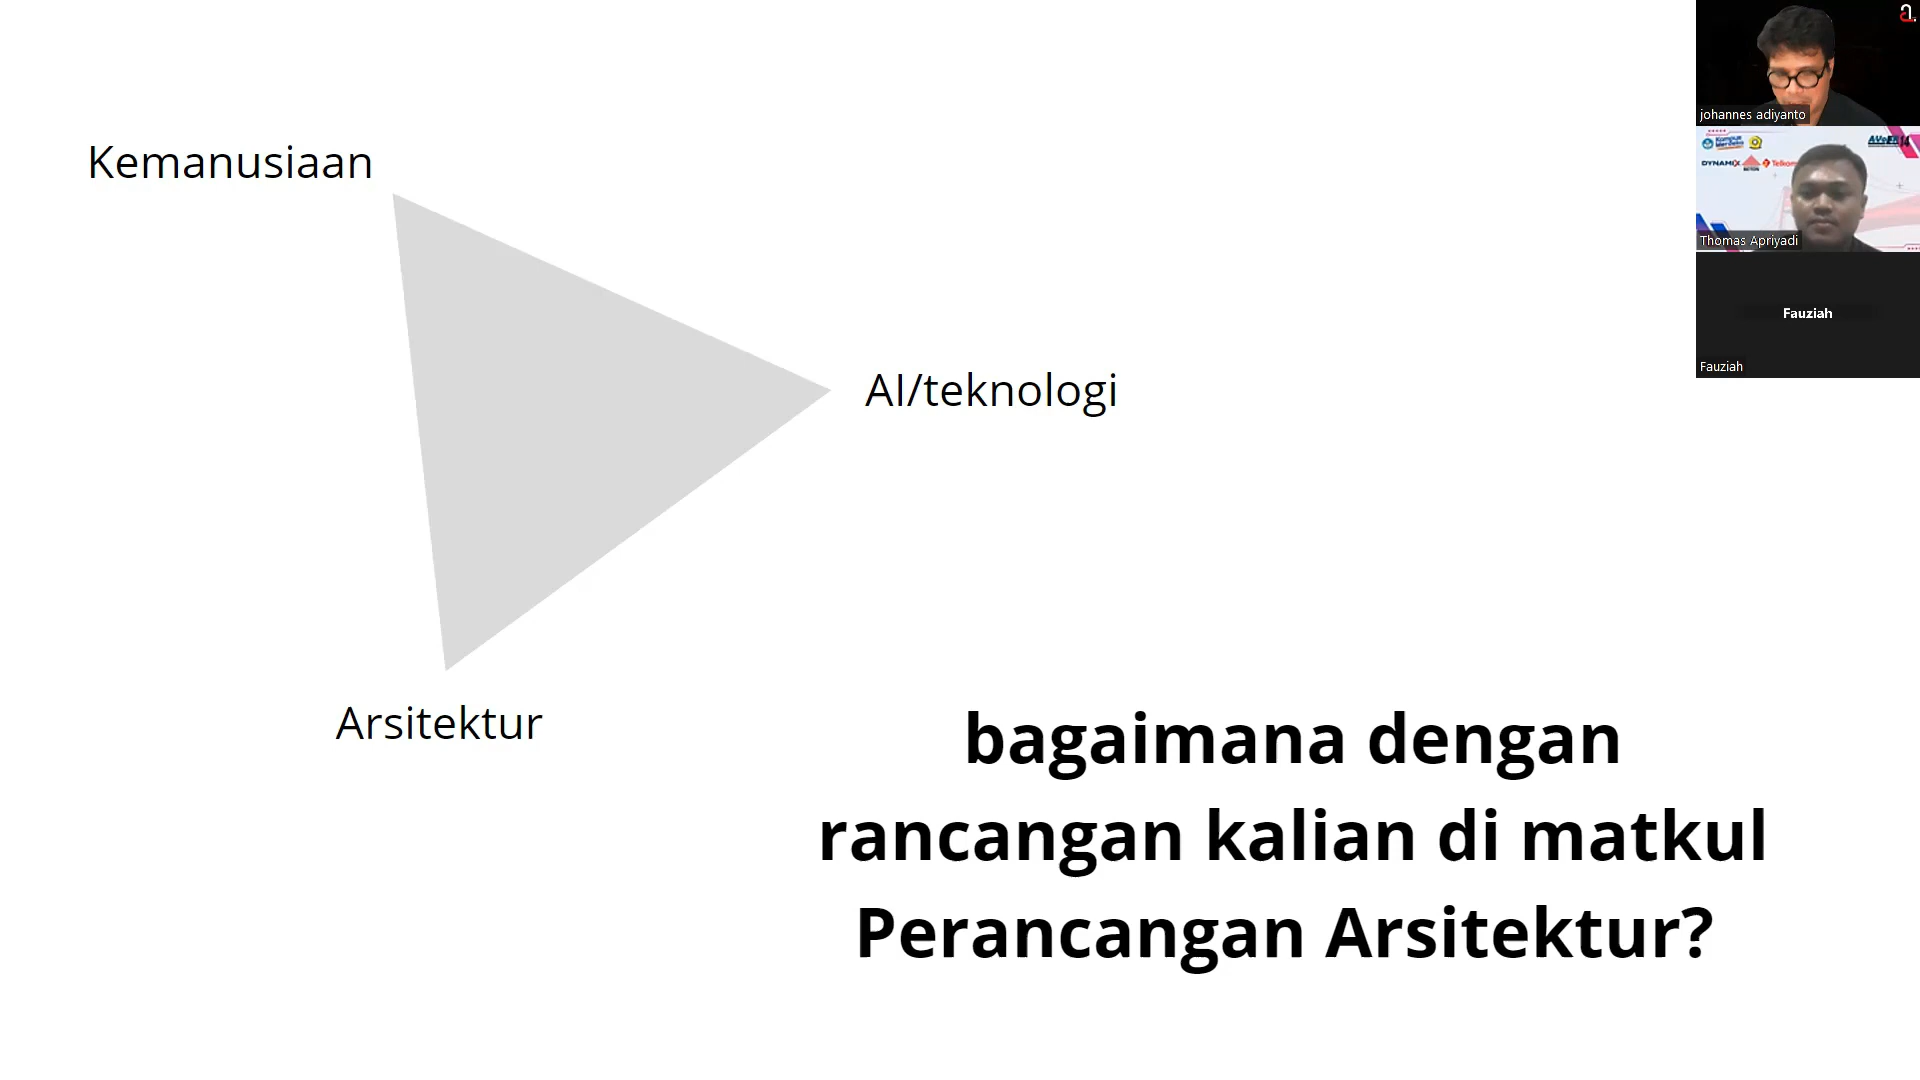 Kemanusiaan
AI/teknologi
Arsitektur
bagaimana dengan
rancangan kalian di matkul
Perancangan Arsitektur?
johannes adiyanto
DYNAMIX
BETON
Thomas Apriyadi
Fauziah
Fauziah